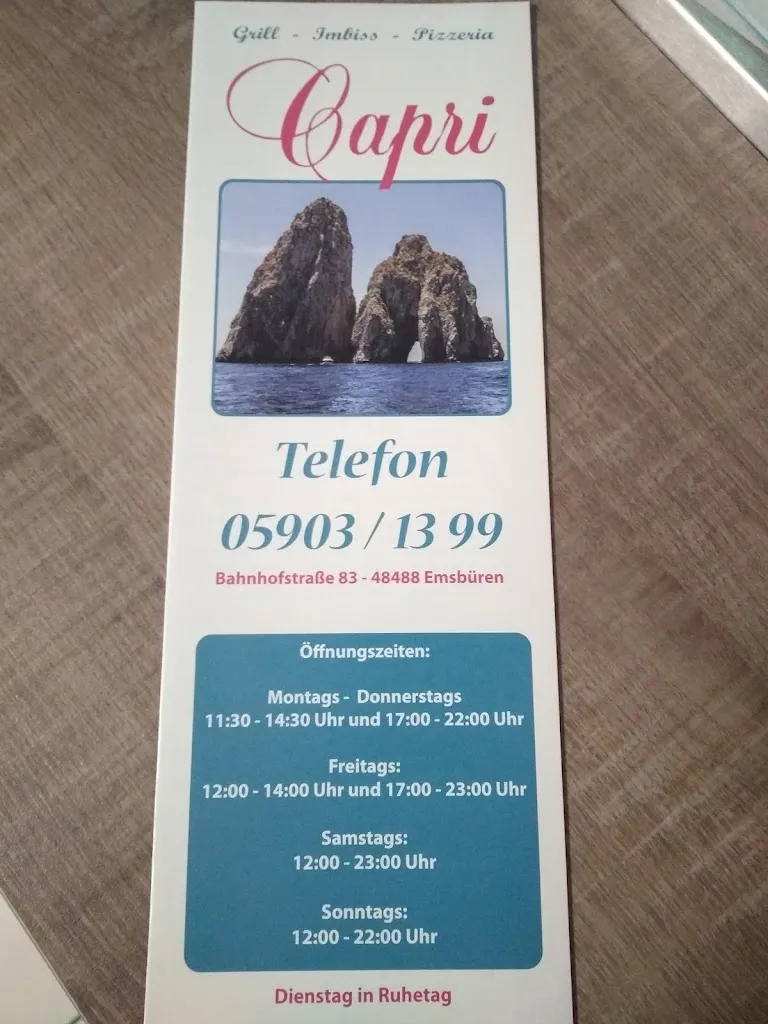 Grill - Imbiss - Pizzeria
Capri
Telefon
05903 / 13 99
Bahnhofstraße 83 - 48488 Emsbüren
Öffnungszeiten:
Montags - Donnerstags
11:30 - 14:30 Uhr und 17:00 - 22:00 Uhr
Freitags:
12:00 - 14:00 Uhr und 17:00 - 23:00 Uhr
Samstags:
12:00 - 23:00 Uhr
Sonntags:
12:00 - 22:00 Uhr
Dienstag in Ruhetag